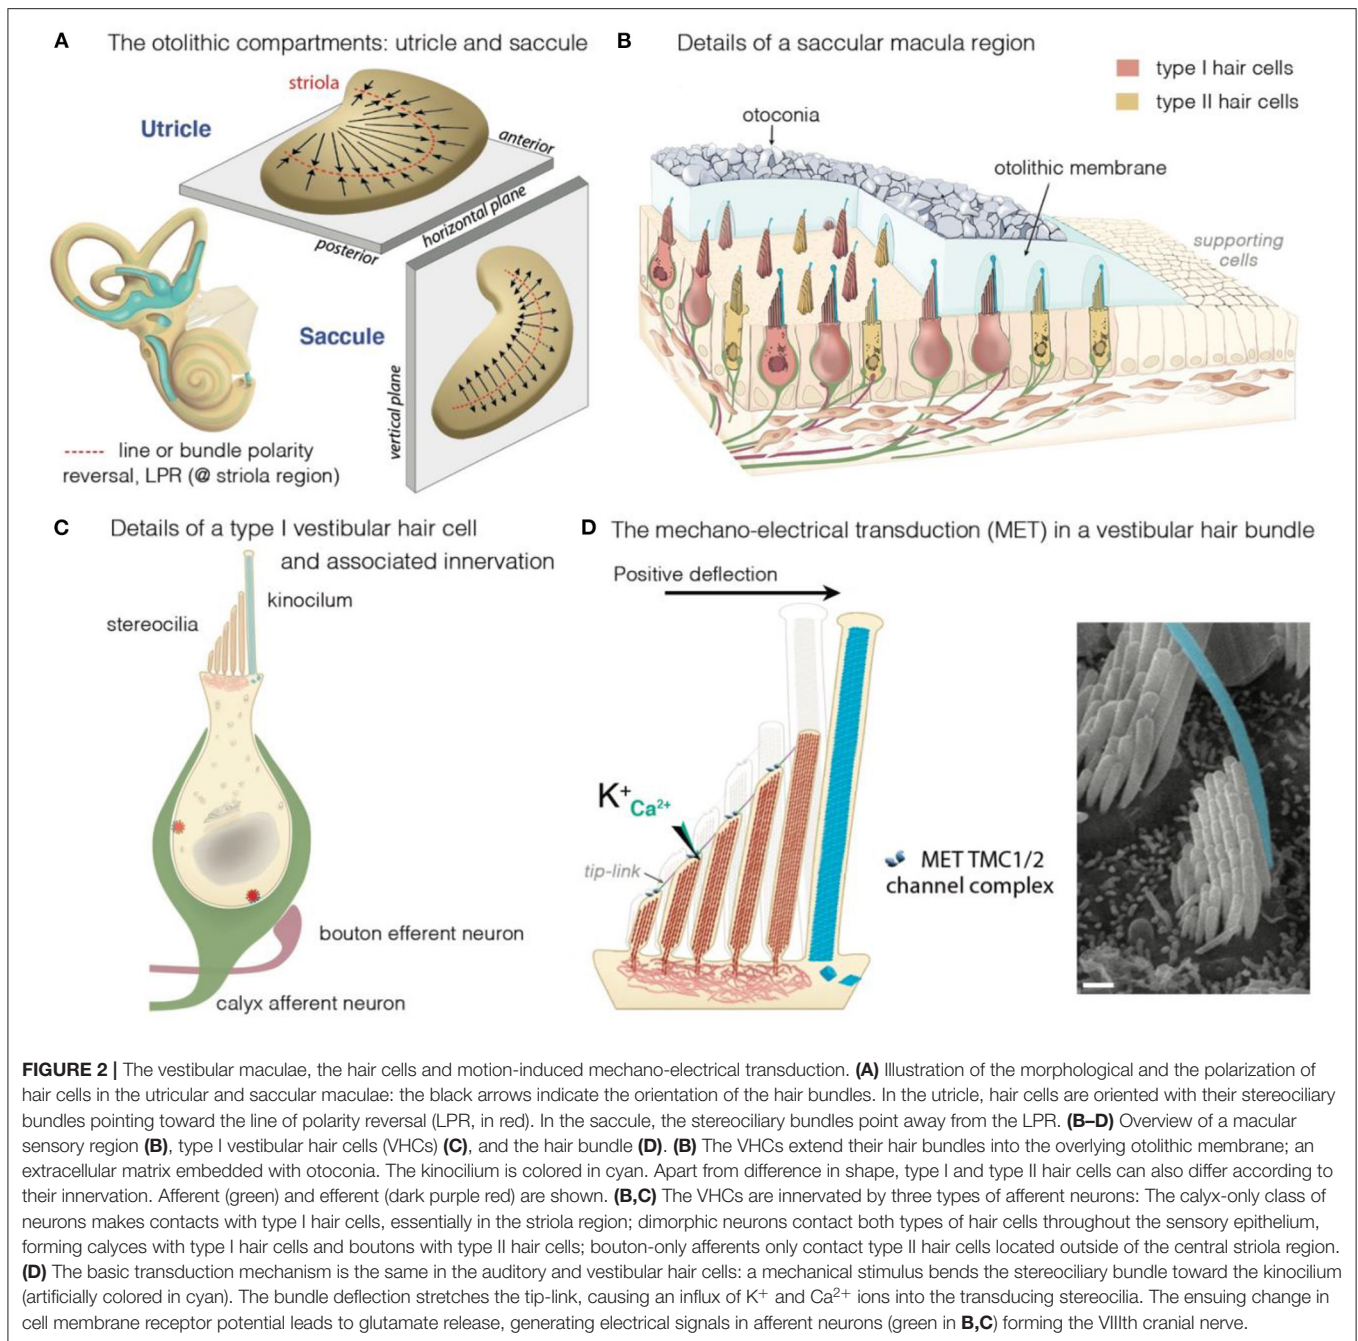 A The otolithic compartments: utricle and saccule
striola
Utricle
anterior
horizontal plane
posterior
Saccule
vertical plane
line or bundle polarity
reversal, LPR (@ striola region)
B Details of a saccular macula region
type I hair cells
type II hair cells
otoconia
otolithic membrane
supporting
cells
C Details of a type I vestibular hair cell
and associated innervation
kinocilum
stereocilia
bouton efferent neuron
calyx afferent neuron
D The mechano-electrical transduction (MET) in a vestibular hair bundle
Positive deflection
K⁺
Ca²⁺
tip-link
MET TMC1/2
channel complex
FIGURE 2 | The vestibular maculae, the hair cells and motion-induced mechano-electrical transduction. (A) Illustration of the morphological and the polarization of
hair cells in the utricular and saccular maculae: the black arrows indicate the orientation of the hair bundles. In the utricle, hair cells are oriented with their stereociliary
bundles pointing toward the line of polarity reversal (LPR, in red). In the saccule, the stereociliary bundles point away from the LPR. (B–D) Overview of a macular
sensory region (B), type I vestibular hair cells (VHCs) (C), and the hair bundle (D). (B) The VHCs extend their hair bundles into the overlying otolithic membrane; an
extracellular matrix embedded with otoconia. The kinocilium is colored in cyan. Apart from difference in shape, type I and type II hair cells can also differ according to
their innervation. Afferent (green) and efferent (dark purple red) are shown. (B,C) The VHCs are innervated by three types of afferent neurons: The calyx-only class of
neurons makes contacts with type I hair cells, essentially in the striola region; dimorphic neurons contact both types of hair cells throughout the sensory epithelium,
forming calyces with type I hair cells and boutons with type II hair cells; bouton-only afferents only contact type II hair cells located outside of the central striola region.
(D) The basic transduction mechanism is the same in the auditory and vestibular hair cells: a mechanical stimulus bends the stereociliary bundle toward the kinocilium
(artificially colored in cyan). The bundle deflection stretches the tip-link, causing an influx of K⁺ and Ca²⁺ ions into the transducing stereocilia. The ensuing change in
cell membrane receptor potential leads to glutamate release, generating electrical signals in afferent neurons (green in B,C) forming the VIIIth cranial nerve.